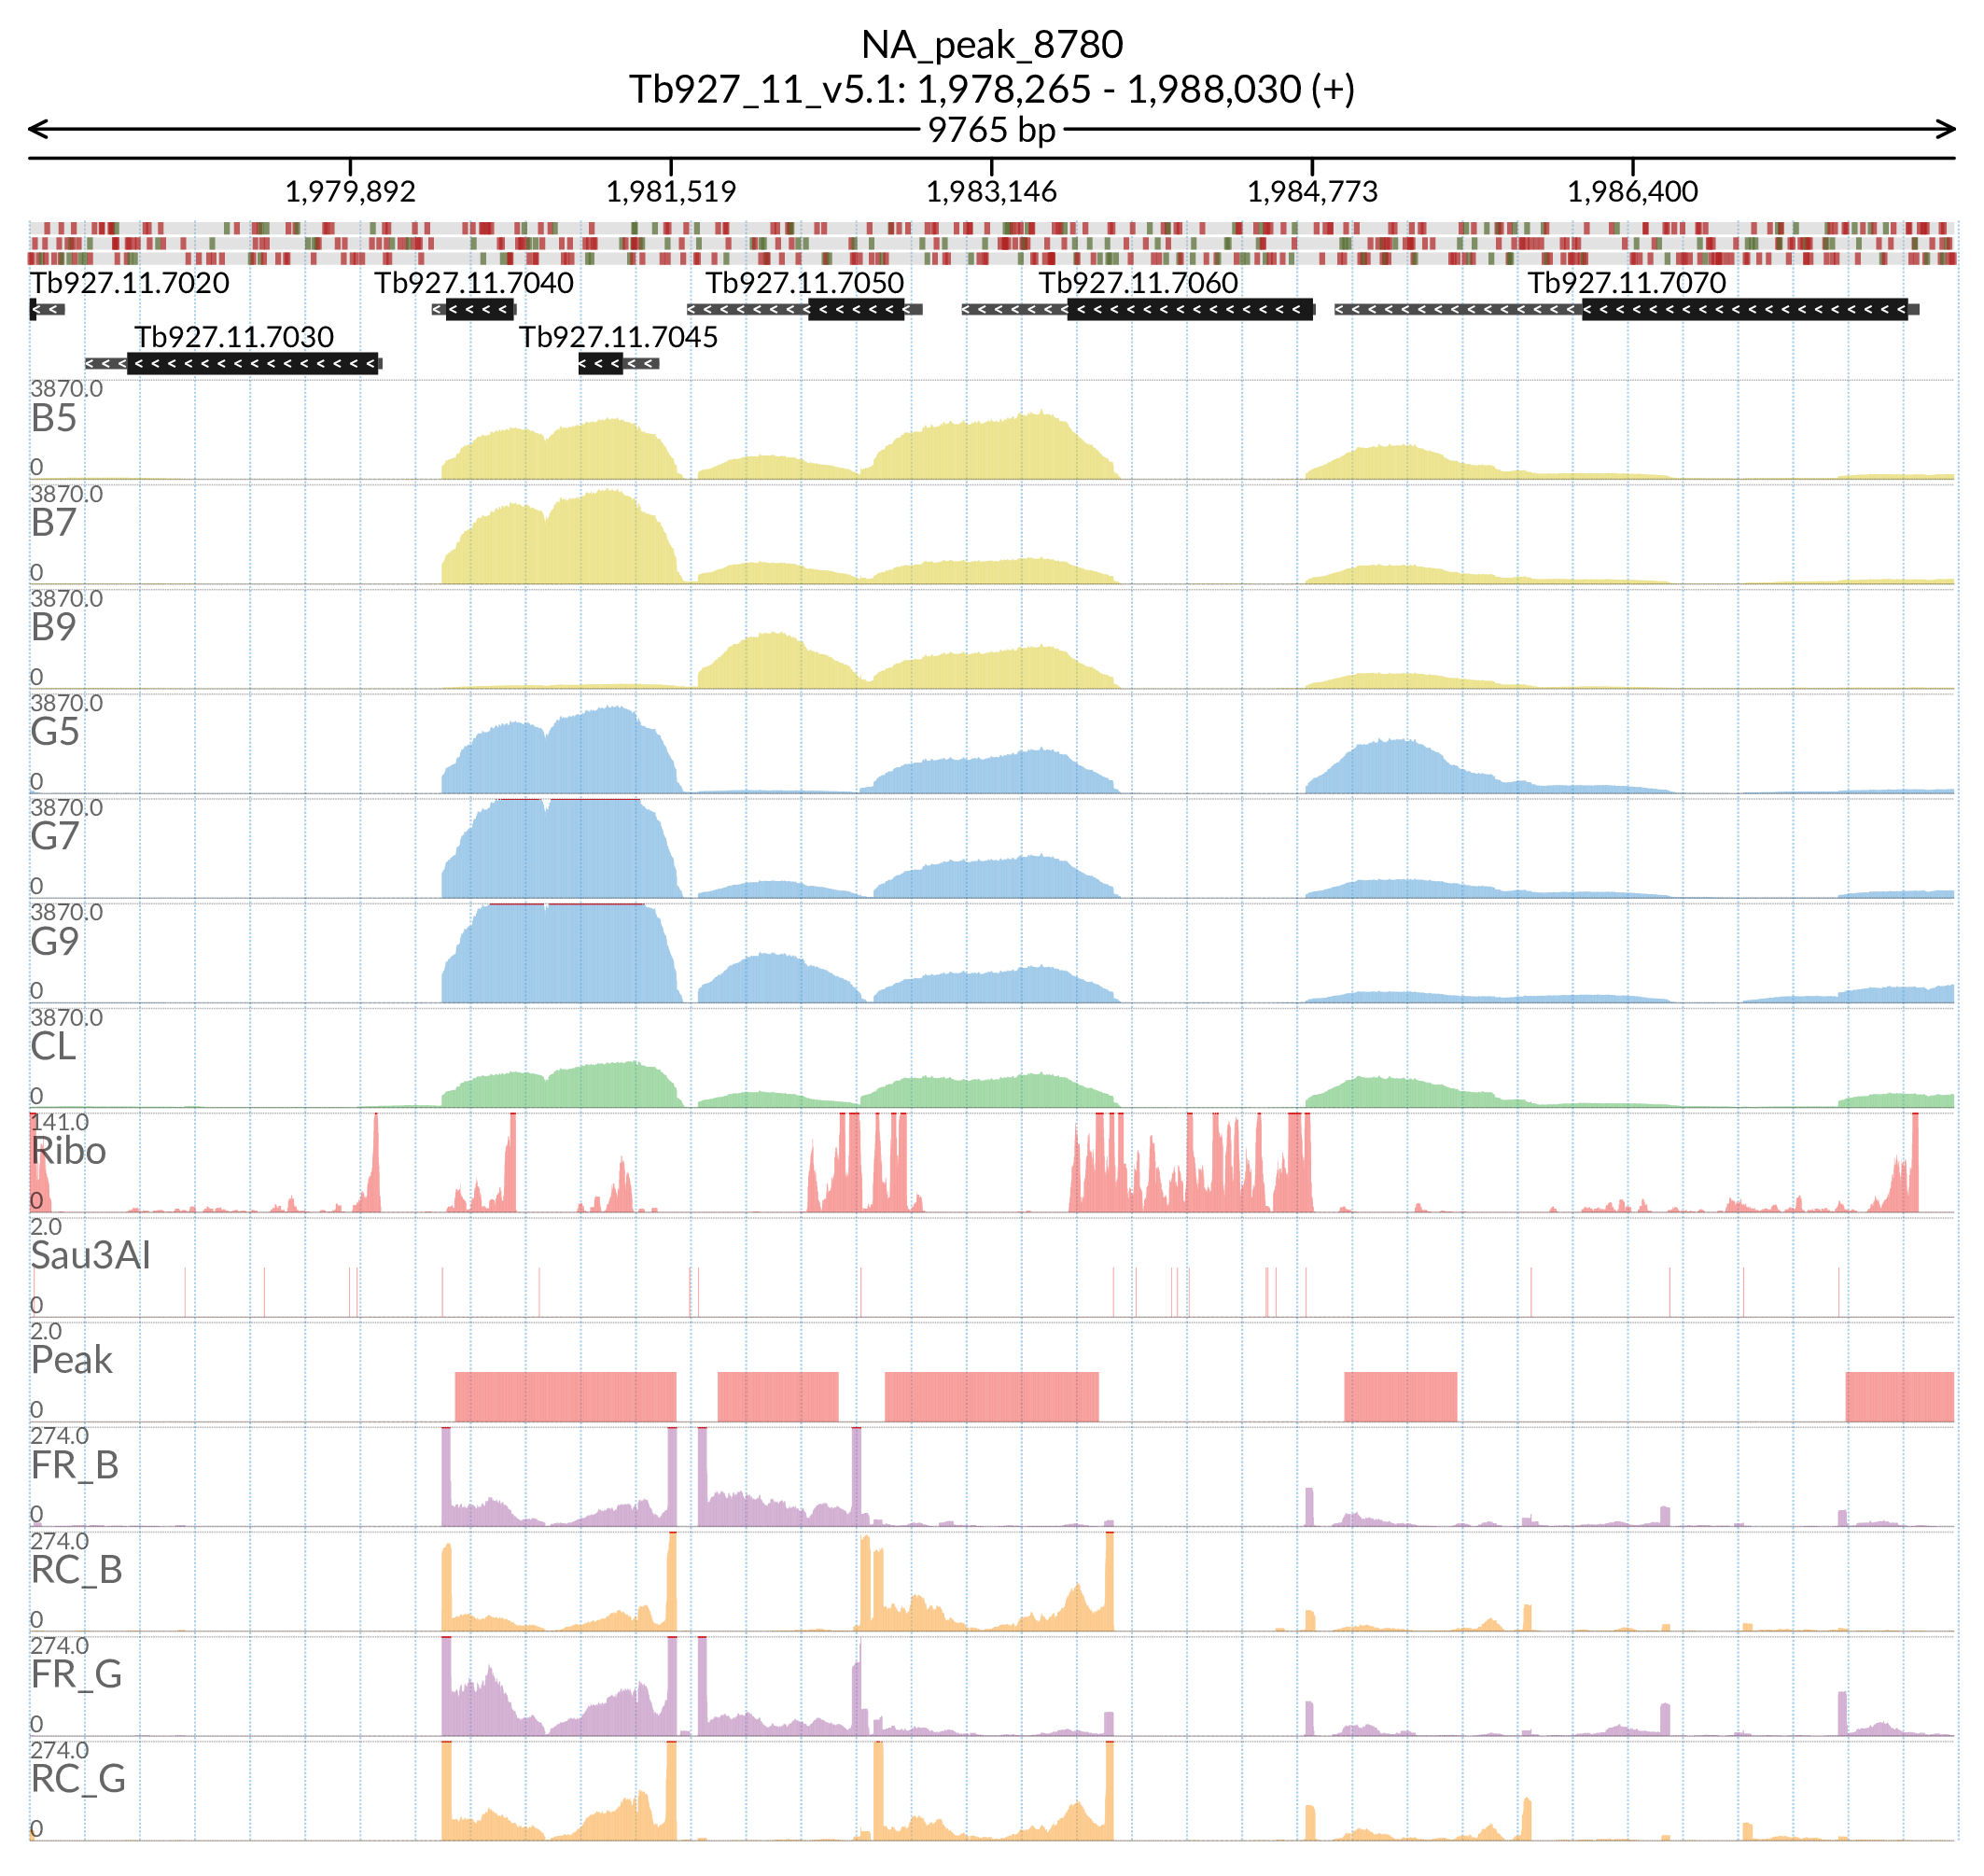 NA_peak_8780
Tb927_11_v5.1: 1,978,265 - 1,988,030 (+)
9765 bp
1,979,892 1,981,519 1,983,146 1,984,773 1,986,400
Tb927.11.7020 Tb927.11.7040 Tb927.11.7050 Tb927.11.7060 Tb927.11.7070
Tb927.11.7030 Tb927.11.7045
3870.0
B5
0
3870.0
B7
0
3870.0
B9
0
3870.0
G5
0
3870.0
G7
0
3870.0
G9
0
3870.0
CL
0
141.0
Ribo
0
2.0
Sau3AI
0
2.0
Peak
0
274.0
FR_B
0
274.0
RC_B
0
274.0
FR_G
0
274.0
RC_G
0